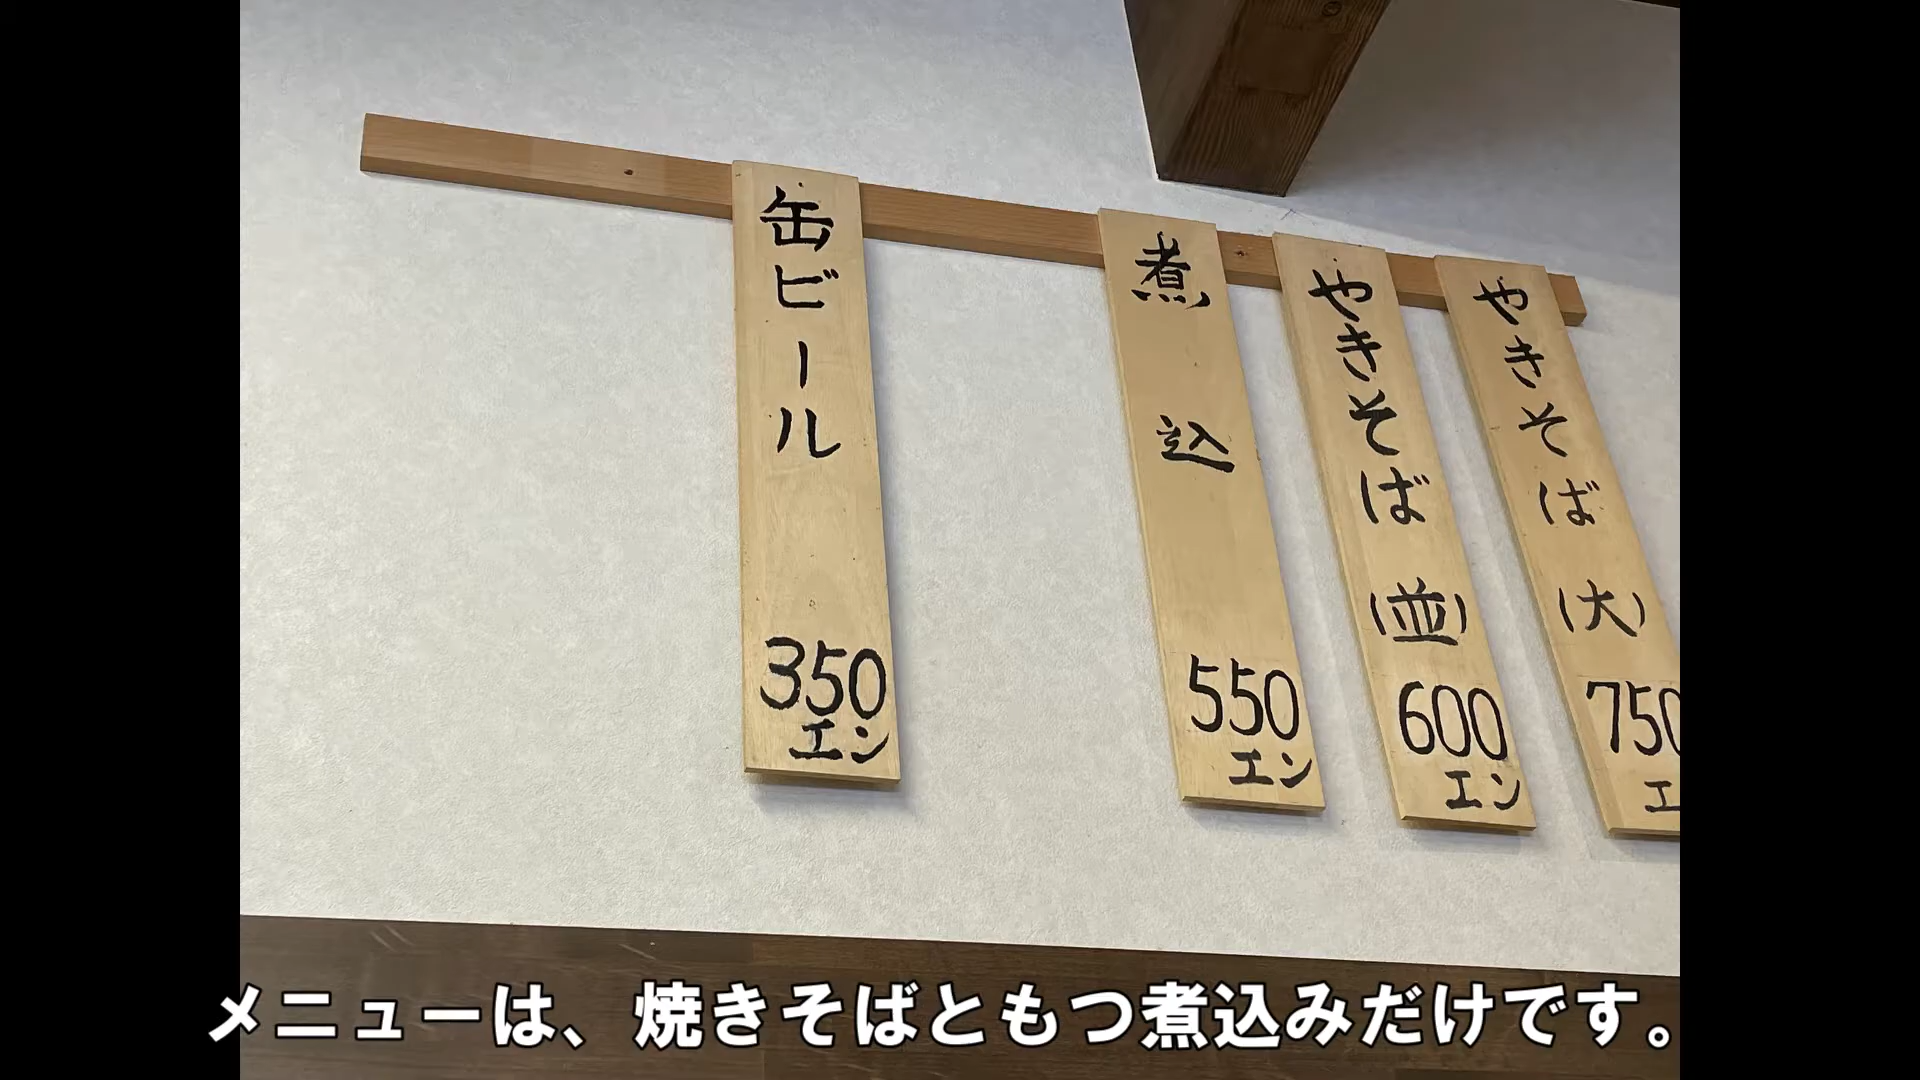 やきそば
(大)
750
エ
やきそば
(並)
600
エン
煮込
550
エン
缶ビール
350
エン
メニューは、焼きそばともつ煮込みだけです。